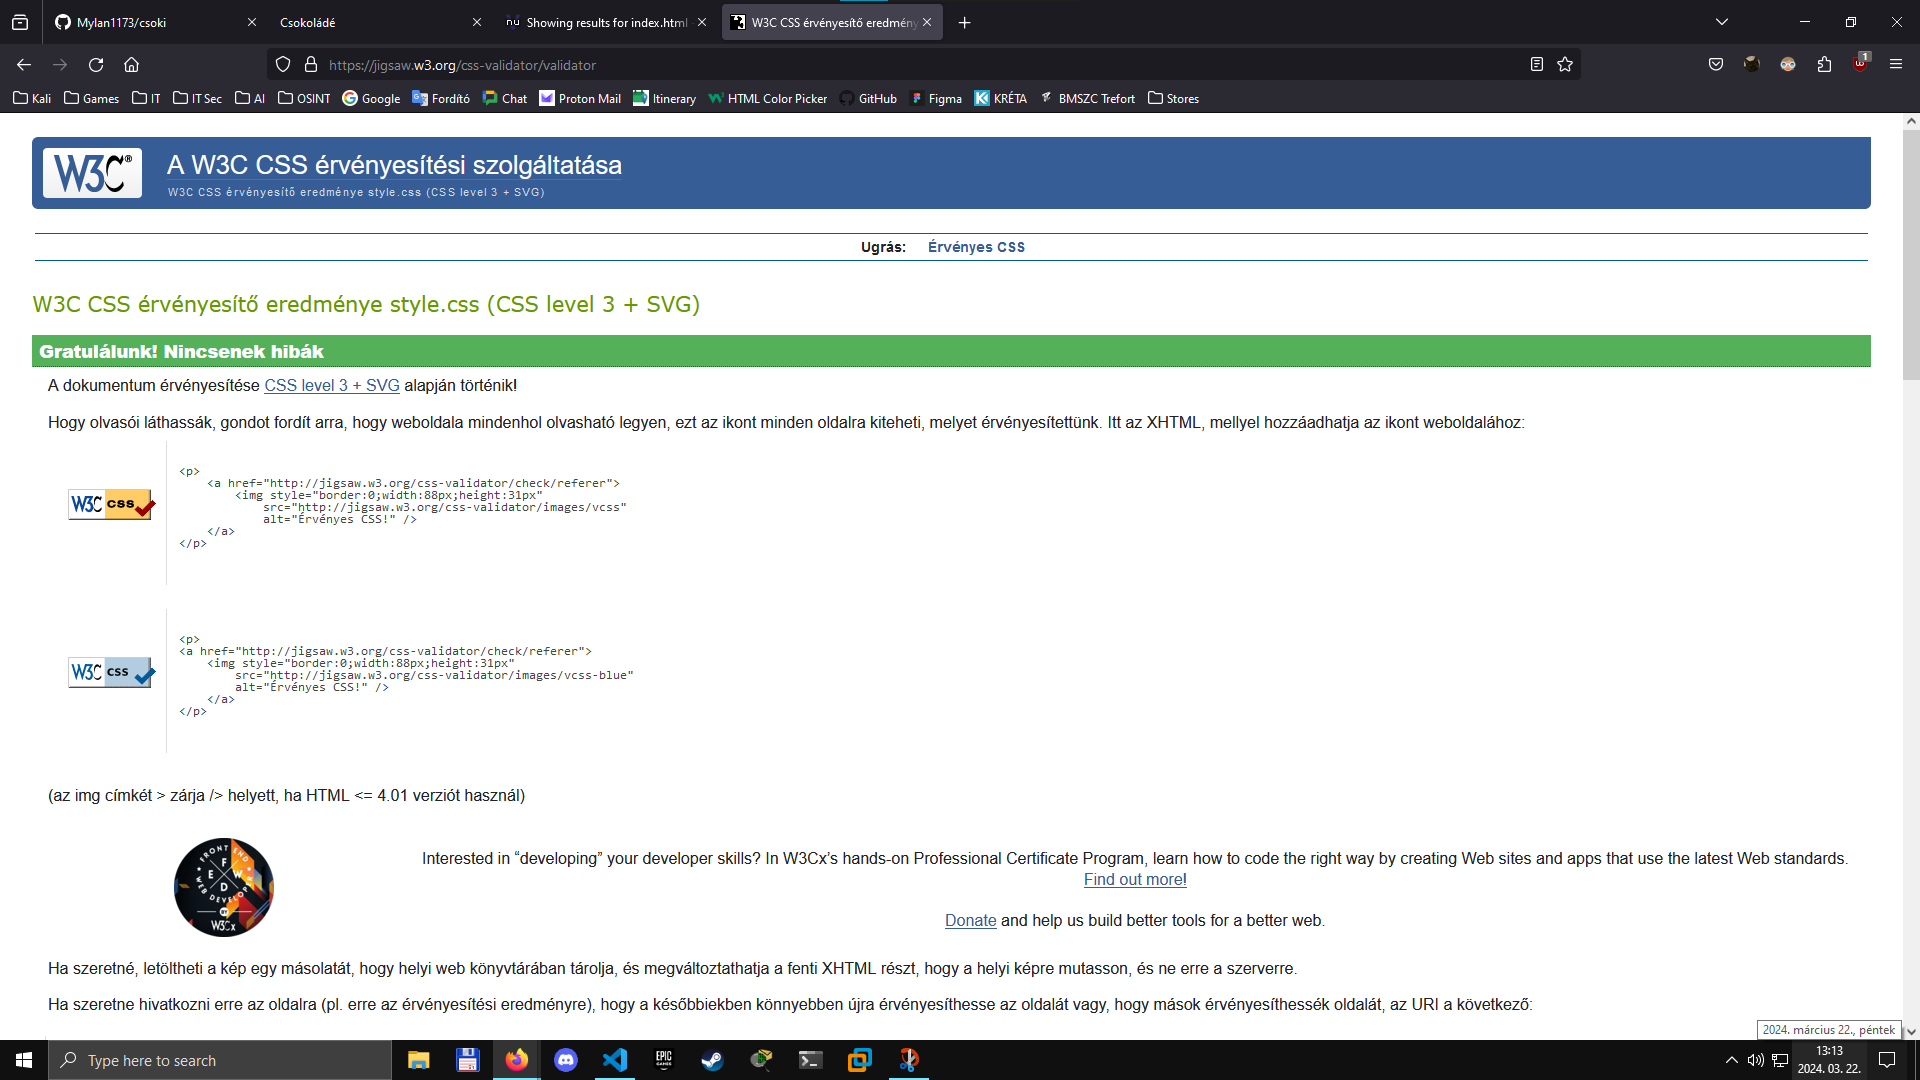 Mylan1173/csoki
Csokoládé
Showing results for index.html
W3C CSS érvényesítő eredmény
https://jigsaw.w3.org/css-validator/validator
1
Kali
Games
IT
IT Sec
AI
OSINT
Google
Fordító
Chat
Proton Mail
Itinerary
HTML Color Picker
GitHub
Figma
KRÉTA
BMSZC Trefort
Stores
W3C®
A W3C CSS érvényesítési szolgáltatása
W3C CSS érvényesítő eredménye style.css (CSS level 3 + SVG)
Ugrás: Érvényes CSS
W3C CSS érvényesítő eredménye style.css (CSS level 3 + SVG)
Gratulálunk! Nincsenek hibák
A dokumentum érvényesítése CSS level 3 + SVG alapján történik!
Hogy olvasói láthassák, gondot fordít arra, hogy weboldala mindenhol olvasható legyen, ezt az ikont minden oldalra kiteheti, melyet érvényesítettünk. Itt az XHTML, mellyel hozzáadhatja az ikont weboldalához:
W3C CSS
<p>
<a href="http://jigsaw.w3.org/css-validator/check/referer">
<img style="border:0;width:88px;height:31px"
src="http://jigsaw.w3.org/css-validator/images/vcss"
alt="Érvényes CSS!" />
</a>
</p>
W3C CSS
<p>
<a href="http://jigsaw.w3.org/css-validator/check/referer">
<img style="border:0;width:88px;height:31px"
src="http://jigsaw.w3.org/css-validator/images/vcss-blue"
alt="Érvényes CSS!" />
</a>
</p>
(az img címkét > zárja /> helyett, ha HTML <= 4.01 verziót használ)
FRONT END
WEB DEVELOPER
F E W D
BY
W3Cx
Interested in “developing” your developer skills? In W3Cx’s hands-on Professional Certificate Program, learn how to code the right way by creating Web sites and apps that use the latest Web standards.
Find out more!
Donate and help us build better tools for a better web.
Ha szeretné, letöltheti a kép egy másolatát, hogy helyi web könyvtárában tárolja, és megváltoztathatja a fenti XHTML részt, hogy a helyi képre mutasson, és ne erre a szerverre.
Ha szeretne hivatkozni erre az oldalra (pl. erre az érvényesítési eredményre), hogy a későbbiekben könnyebben újra érvényesíthesse az oldalát vagy, hogy mások érvényesíthessék oldalát, az URI a következő:
2024. március 22., péntek
Type here to search
EPIC
GAMES
13:13
2024. 03. 22.